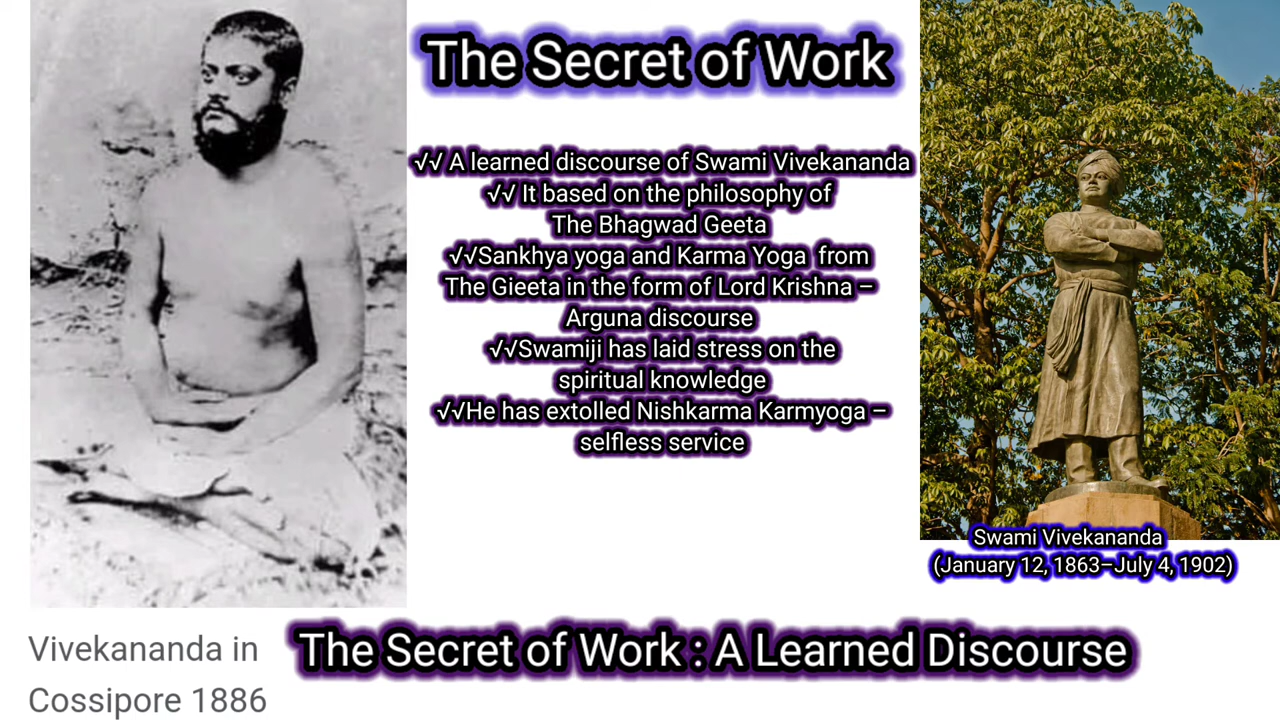 The Secret of Work
√√ A learned discourse of Swami Vivekananda
√√ It based on the philosophy of
The Bhagwad Geeta
√√Sankhya yoga and Karma Yoga from
The Gieeta in the form of Lord Krishna –
Arguna discourse
√√Swamiji has laid stress on the
spiritual knowledge
√√He has extolled Nishkarma Karmyoga –
selfless service
Swami Vivekananda
(January 12, 1863–July 4, 1902)
Vivekananda in
Cossipore 1886
The Secret of Work : A Learned Discourse